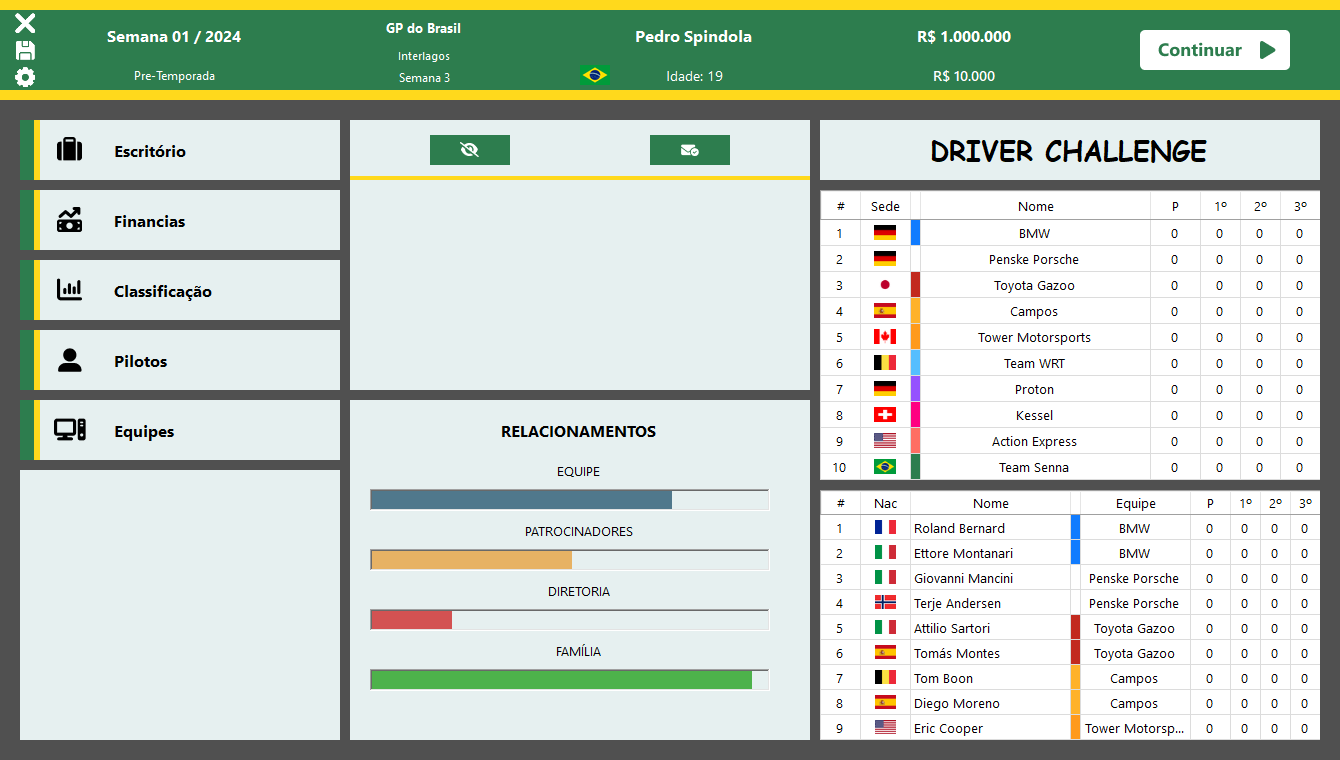 Semana 01 / 2024
Pre-Temporada
GP do Brasil
Interlagos
Semana 3
Pedro Spindola
Idade: 19
R$ 1.000.000
R$ 10.000
Continuar
Escritório
Financias
Classificação
Pilotos
Equipes
RELACIONAMENTOS
EQUIPE
PATROCINADORES
DIRETORIA
FAMÍLIA
DRIVER CHALLENGE
# Sede Nome P 1º 2º 3º
1 BMW 0 0 0 0
2 Penske Porsche 0 0 0 0
3 Toyota Gazoo 0 0 0 0
4 Campos 0 0 0 0
5 Tower Motorsports 0 0 0 0
6 Team WRT 0 0 0 0
7 Proton 0 0 0 0
8 Kessel 0 0 0 0
9 Action Express 0 0 0 0
10 Team Senna 0 0 0 0
# Nac Nome Equipe P 1º 2º 3º
1 Roland Bernard BMW 0 0 0 0
2 Ettore Montanari BMW 0 0 0 0
3 Giovanni Mancini Penske Porsche 0 0 0 0
4 Terje Andersen Penske Porsche 0 0 0 0
5 Attilio Sartori Toyota Gazoo 0 0 0 0
6 Tomás Montes Toyota Gazoo 0 0 0 0
7 Tom Boon Campos 0 0 0 0
8 Diego Moreno Campos 0 0 0 0
9 Eric Cooper Tower Motorsp... 0 0 0 0